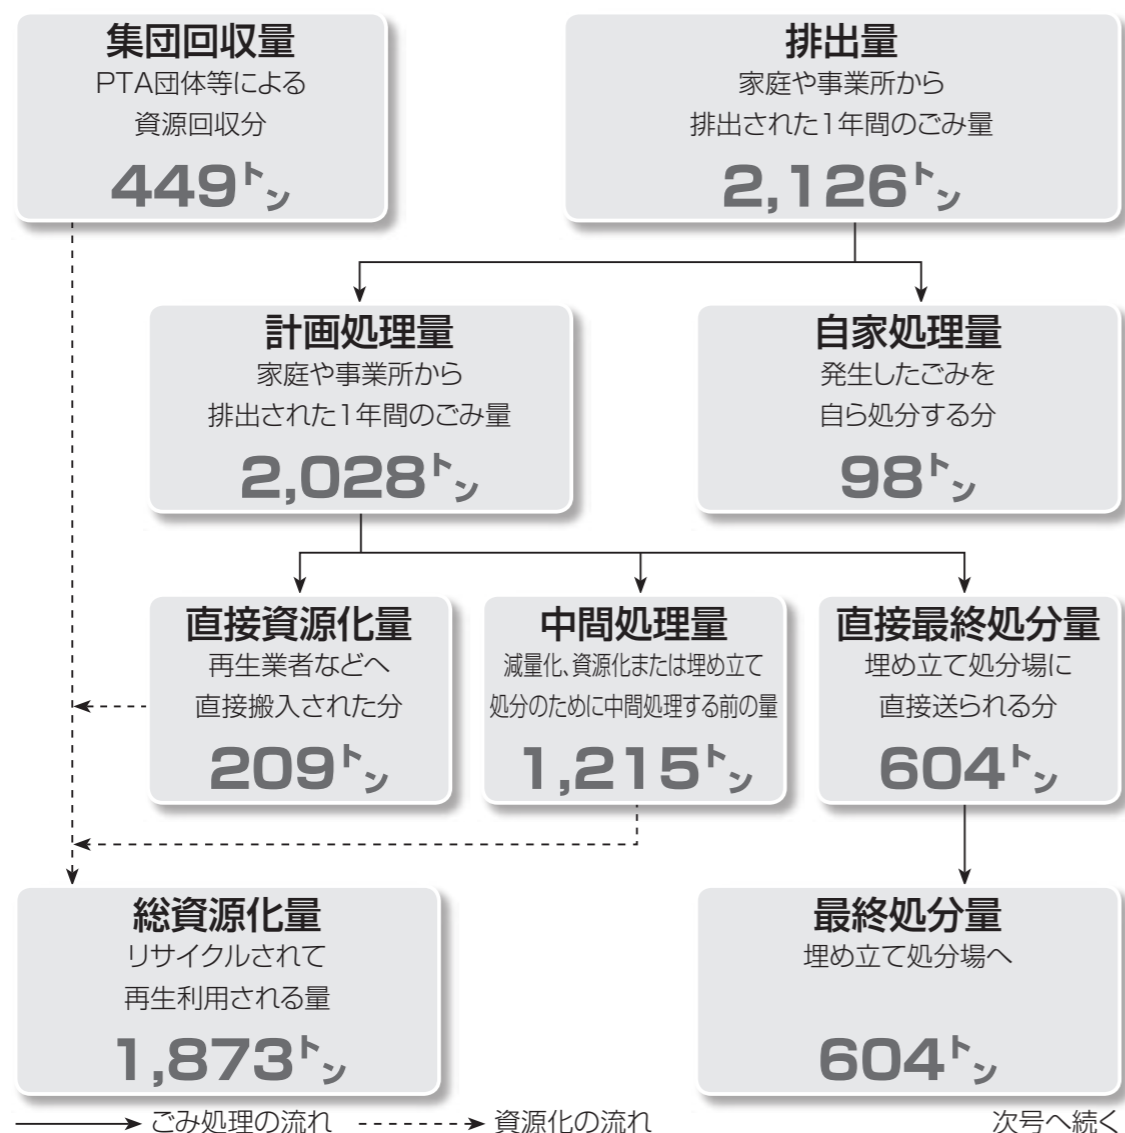 集団回収量
PTA団体等による
資源回収分
449トン
排出量
家庭や事業所から
排出された1年間のごみ量
2,126トン
計画処理量
家庭や事業所から
排出された1年間のごみ量
2,028トン
自家処理量
発生したごみを
自ら処分する分
98トン
直接資源化量
再生業者などへ
直接搬入された分
209トン
中間処理量
減量化、資源化または埋め立て
処分のために中間処理する前の量
1,215トン
直接最終処分量
埋め立て処分場に
直接送られる分
604トン
総資源化量
リサイクルされて
再生利用される量
1,873トン
最終処分量
埋め立て処分場へ
604トン
ごみ処理の流れ
資源化の流れ
次号へ続く